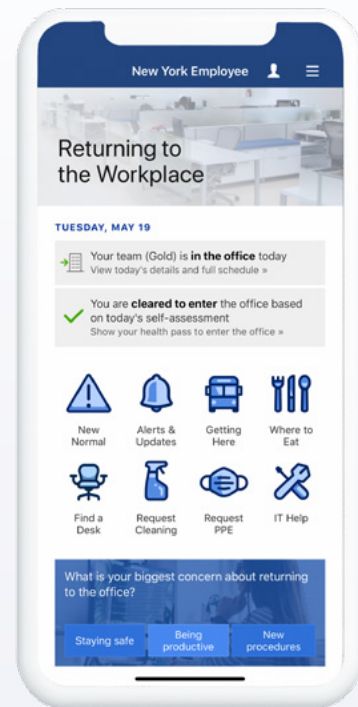 New York Employee
Returning to
the Workplace
TUESDAY, MAY 19
Your team (Gold) is in the office today
View today's details and full schedule »
You are cleared to enter the office based
on today's self-assessment
Show your health pass to enter the office »
New
Normal
Alerts &
Updates
Getting
Here
Where to
Eat
Find a
Desk
Request
Cleaning
Request
PPE
IT Help
What is your biggest concern about returning
to the office?
Staying safe
Being
productive
New
procedures